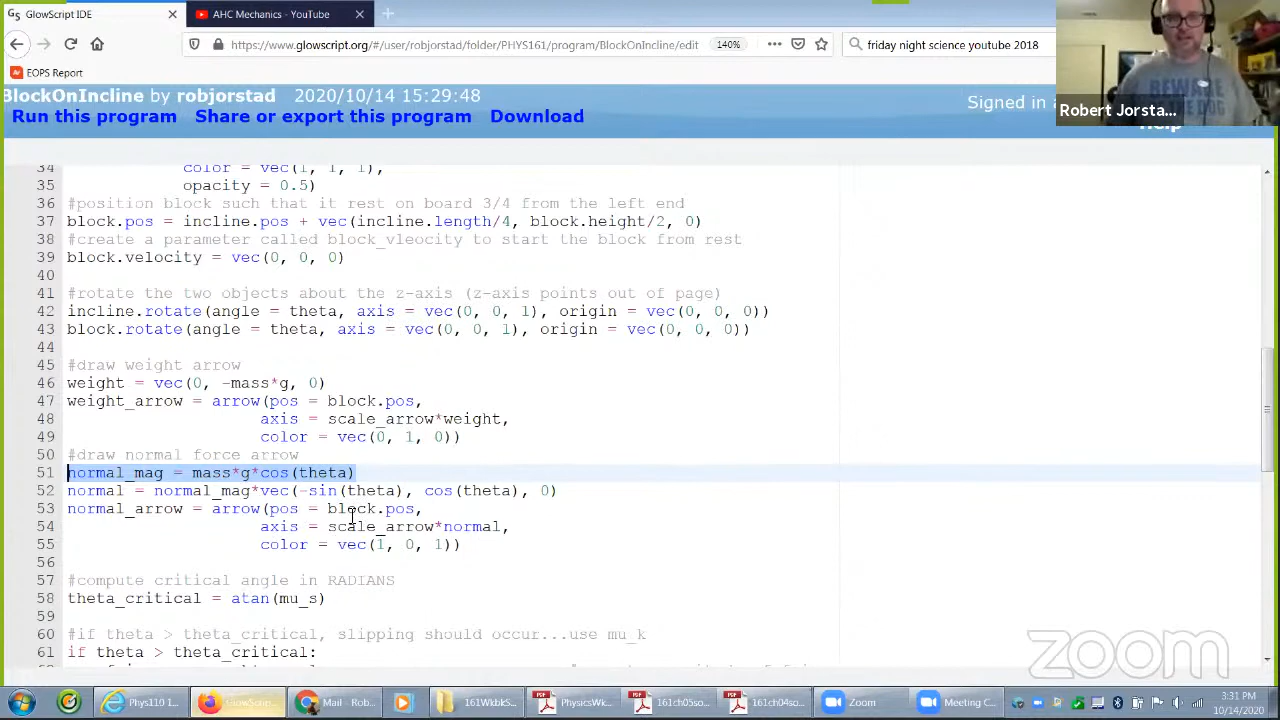 GlowScript IDE
AHC Mechanics - YouTube
https://www.glowscript.org/#/user/robjorstad/folder/PHYS161/program/BlockOnIncline/edit
140%
friday night science youtube 2018
EOPS Report
BlockOnIncline by robjorstad 2020/10/14 15:29:48
Signed in
Run this program Share or export this program Download
Help
Robert Jorsta...
34 color = vec(1, 1, 1),
35 opacity = 0.5)
36 #position block such that it rest on board 3/4 from the left end
37 block.pos = incline.pos + vec(incline.length/4, block.height/2, 0)
38 #create a parameter called block_vleocity to start the block from rest
39 block.velocity = vec(0, 0, 0)
40
41 #rotate the two objects about the z-axis (z-axis points out of page)
42 incline.rotate(angle = theta, axis = vec(0, 0, 1), origin = vec(0, 0, 0))
43 block.rotate(angle = theta, axis = vec(0, 0, 1), origin = vec(0, 0, 0))
44
45 #draw weight arrow
46 weight = vec(0, -mass*g, 0)
47 weight_arrow = arrow(pos = block.pos,
48 axis = scale_arrow*weight,
49 color = vec(0, 1, 0))
50 #draw normal force arrow
51 normal_mag = mass*g*cos(theta)
52 normal = normal_mag*vec(-sin(theta), cos(theta), 0)
53 normal_arrow = arrow(pos = block.pos,
54 axis = scale_arrow*normal,
55 color = vec(1, 0, 1))
56
57 #compute critical angle in RADIANS
58 theta_critical = atan(mu_s)
59
60 #if theta > theta_critical, slipping should occur...use mu_k
61 if theta > theta_critical:
zoom
Phys110 1...
GlowScrip...
Mail - Rob...
161WkbkS...
PhysicsWk...
161ch04so...
161ch05so...
Zoom
Meeting C...
3:31 PM
10/14/2020